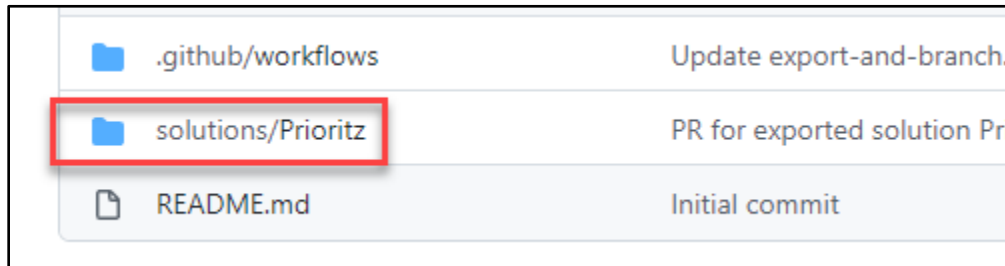 .github/workflows Update export-and-branch.
solutions/Prioritz PR for exported solution Pr
README.md Initial commit